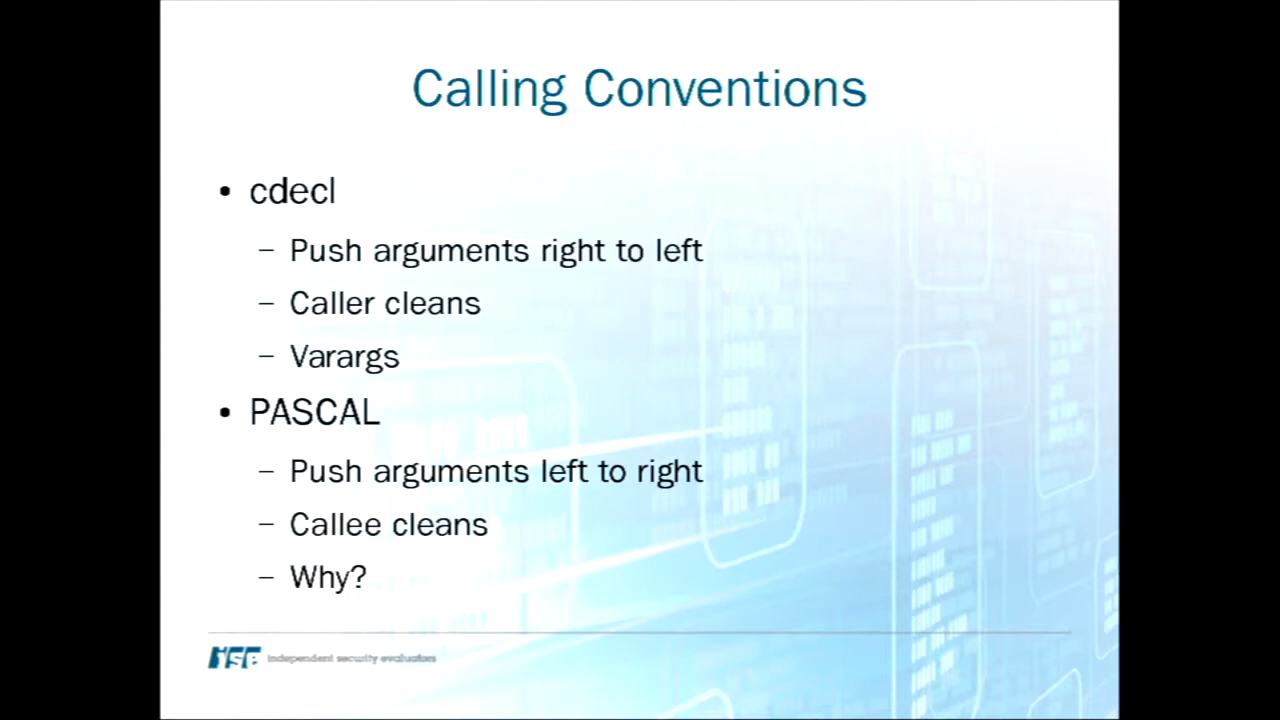 Calling Conventions
• cdecl
– Push arguments right to left
– Caller cleans
– Varargs
• PASCAL
– Push arguments left to right
– Callee cleans
– Why?
ise independent security evaluators